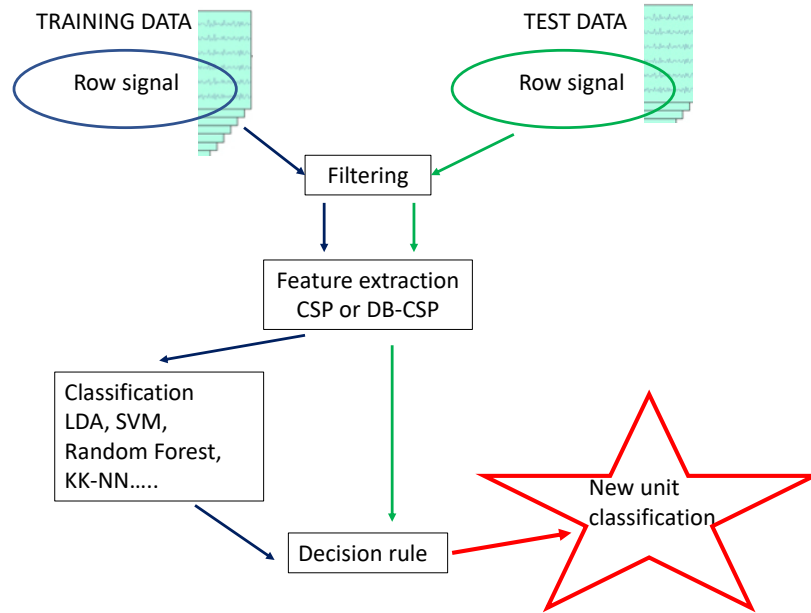 TRAINING DATA
TEST DATA
Row signal
Row signal
Filtering
Feature extraction
CSP or DB-CSP
Classification
LDA, SVM,
Random Forest,
KK-NN.....
New unit
classification
Decision rule